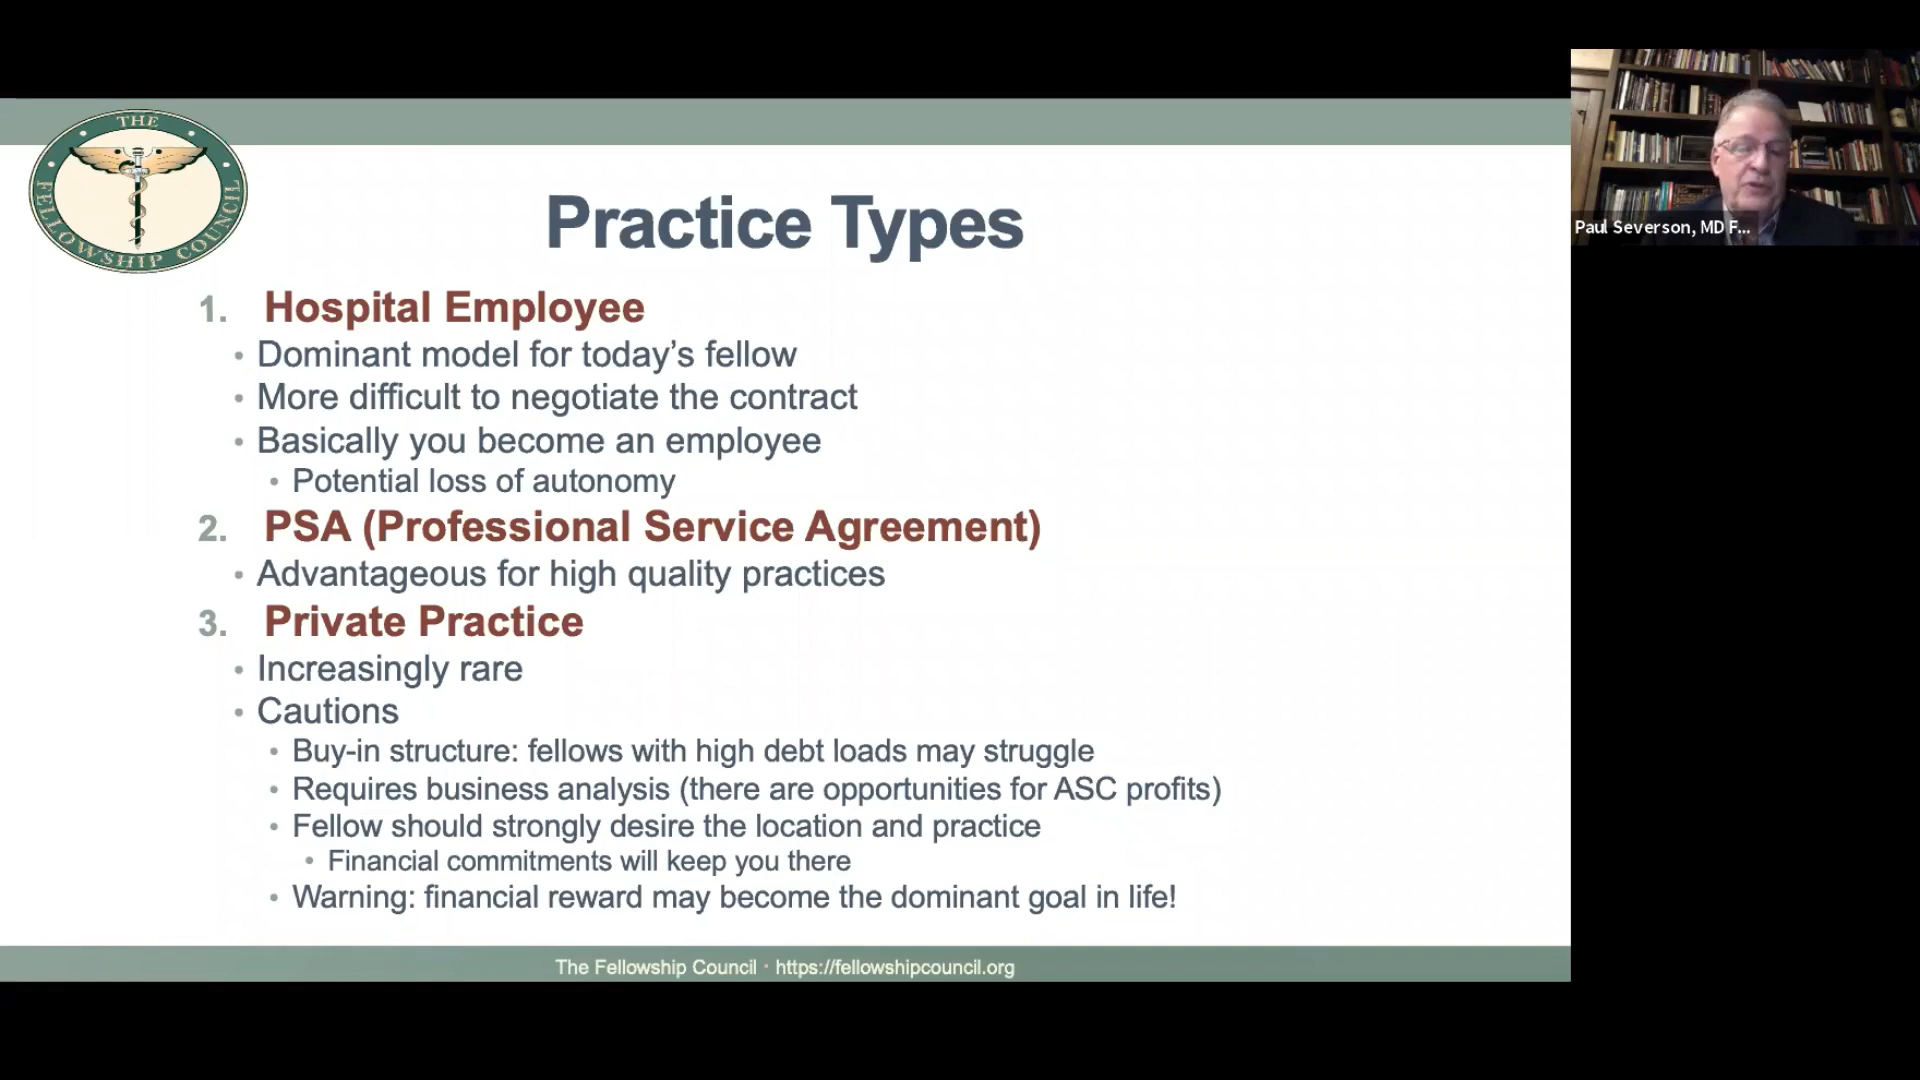 THE
FELLOWSHIP COUNCIL
Practice Types
1. Hospital Employee
• Dominant model for today's fellow
• More difficult to negotiate the contract
• Basically you become an employee
• Potential loss of autonomy
2. PSA (Professional Service Agreement)
• Advantageous for high quality practices
3. Private Practice
• Increasingly rare
• Cautions
• Buy-in structure: fellows with high debt loads may struggle
• Requires business analysis (there are opportunities for ASC profits)
• Fellow should strongly desire the location and practice
• Financial commitments will keep you there
• Warning: financial reward may become the dominant goal in life!
The Fellowship Council · https://fellowshipcouncil.org
Paul Severson, MD F...